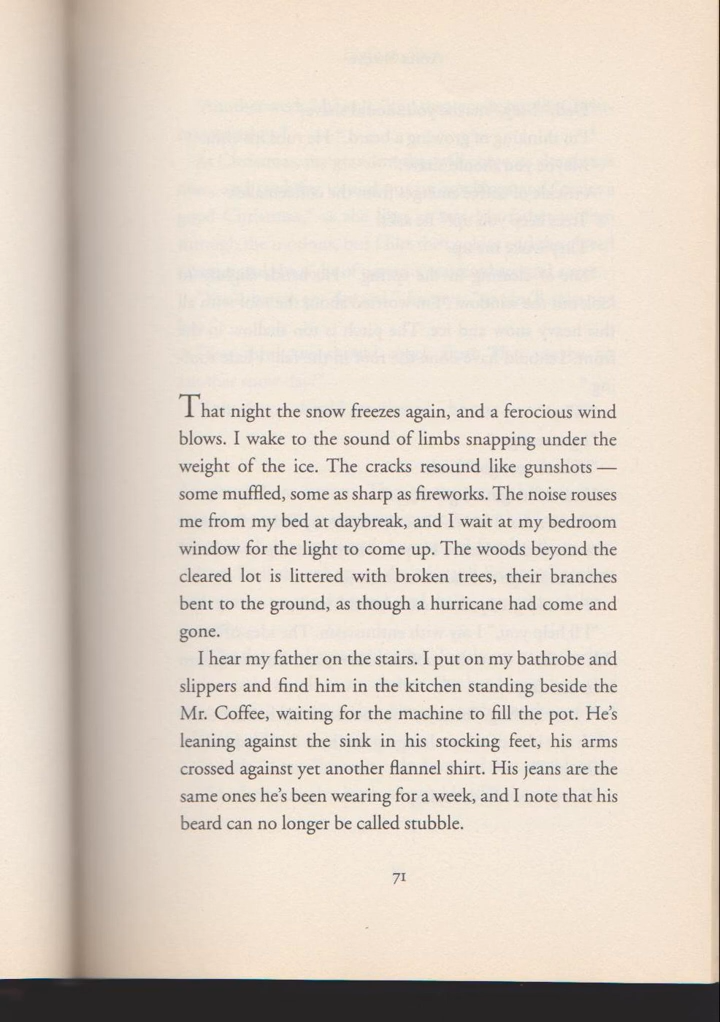 That night the snow freezes again, and a ferocious wind
blows. I wake to the sound of limbs snapping under the
weight of the ice. The cracks resound like gunshots —
some muffled, some as sharp as fireworks. The noise rouses
me from my bed at daybreak, and I wait at my bedroom
window for the light to come up. The woods beyond the
cleared lot is littered with broken trees, their branches
bent to the ground, as though a hurricane had come and
gone.
I hear my father on the stairs. I put on my bathrobe and
slippers and find him in the kitchen standing beside the
Mr. Coffee, waiting for the machine to fill the pot. He's
leaning against the sink in his stocking feet, his arms
crossed against yet another flannel shirt. His jeans are the
same ones he's been wearing for a week, and I note that his
beard can no longer be called stubble.
71